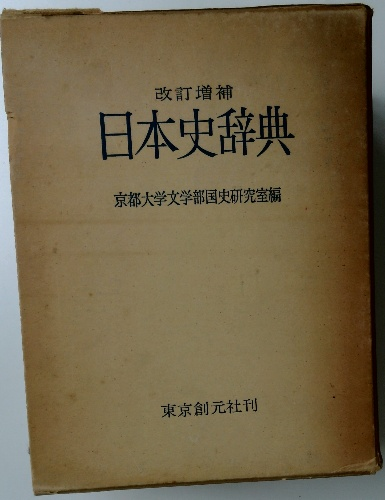 改訂増補
日本史辞典
京都大学文学部国史研究室編
東京創元社刊